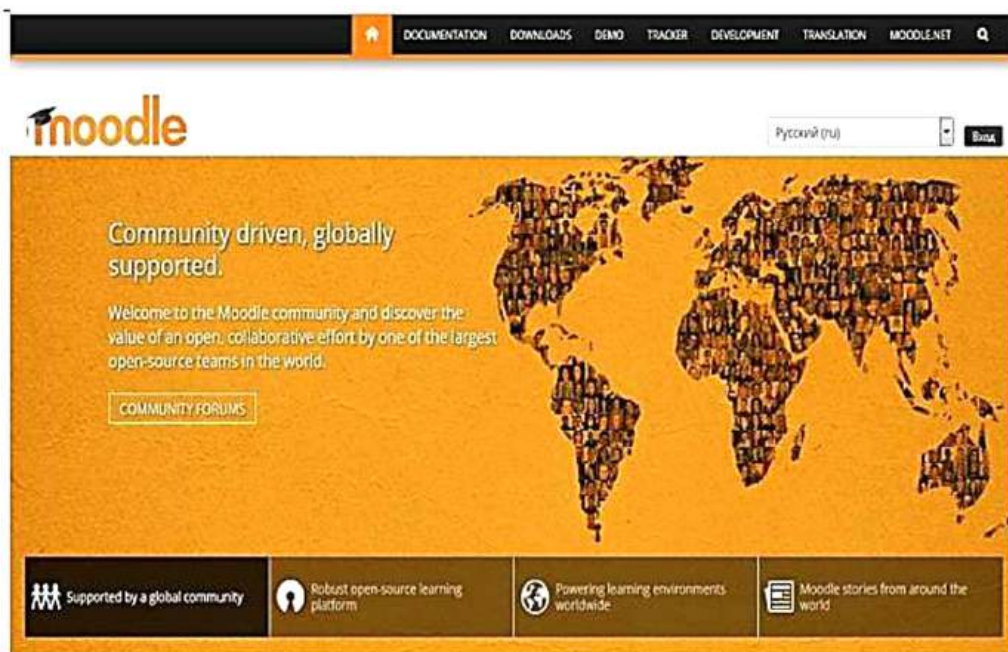 DOCUMENTATION DOWNLOADS DEMO TRACKER DEVELOPMENT TRANSLATION MOODLE.NET
moodle
Русский (ru)
Вход
Community driven, globally
supported.
Welcome to the Moodle community and discover the
value of an open, collaborative effort by one of the largest
open-source teams in the world.
COMMUNITY FORUMS
Supported by a global community
Robust open-source learning
platform
Powering learning environments
worldwide
Moodle stories from around the
world